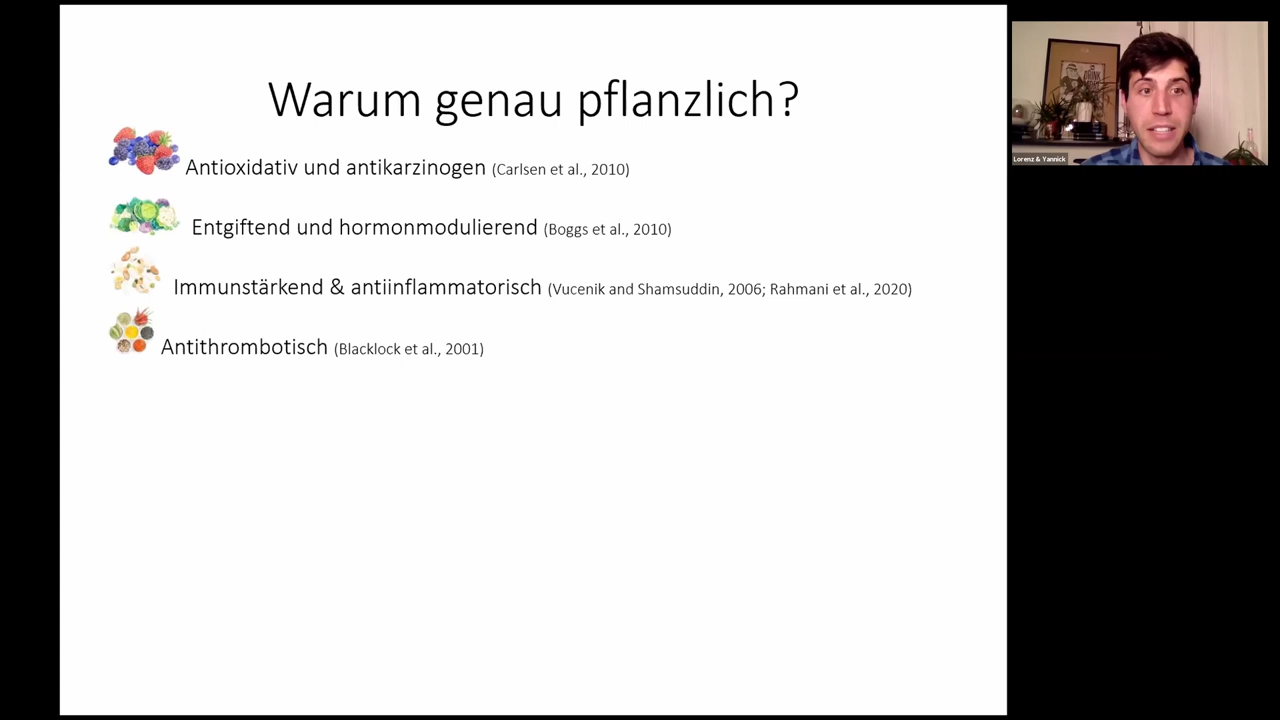 Warum genau pflanzlich?
Antioxidativ und antikarzinogen (Carlsen et al., 2010)
Entgiftend und hormonmodulierend (Boggs et al., 2010)
Immunstärkend & antiinflammatorisch (Vucenik and Shamsuddin, 2006; Rahmani et al., 2020)
Antithrombotisch (Blacklock et al., 2001)
DRINK
Lorenz & Yannick